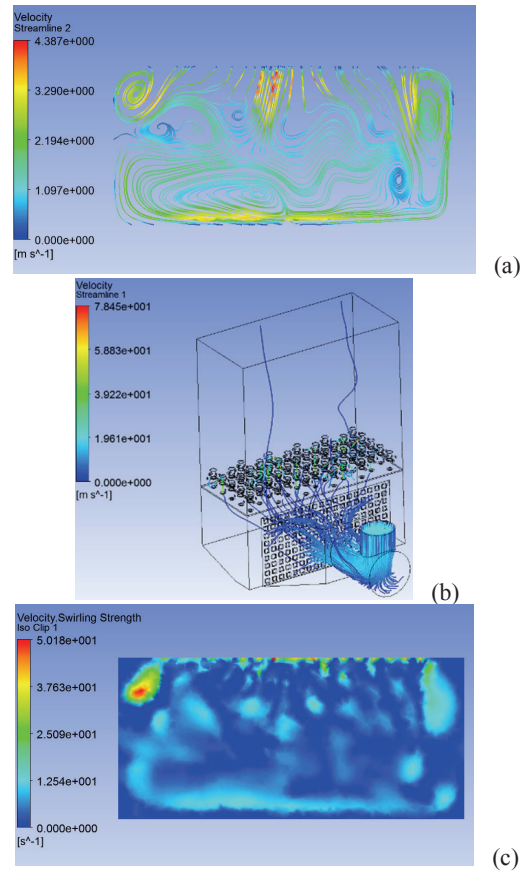 Velocity
Streamline 2
4.387e+000
3.290e+000
2.194e+000
1.097e+000
0.000e+000
[m s^-1]
(a)
Velocity
Streamline 1
7.845e+001
5.883e+001
3.922e+001
1.961e+001
0.000e+000
[m s^-1]
(b)
Velocity.Swirling Strength
Iso Clip 1
5.018e+001
3.763e+001
2.509e+001
1.254e+001
0.000e+000
[s^-1]
(c)